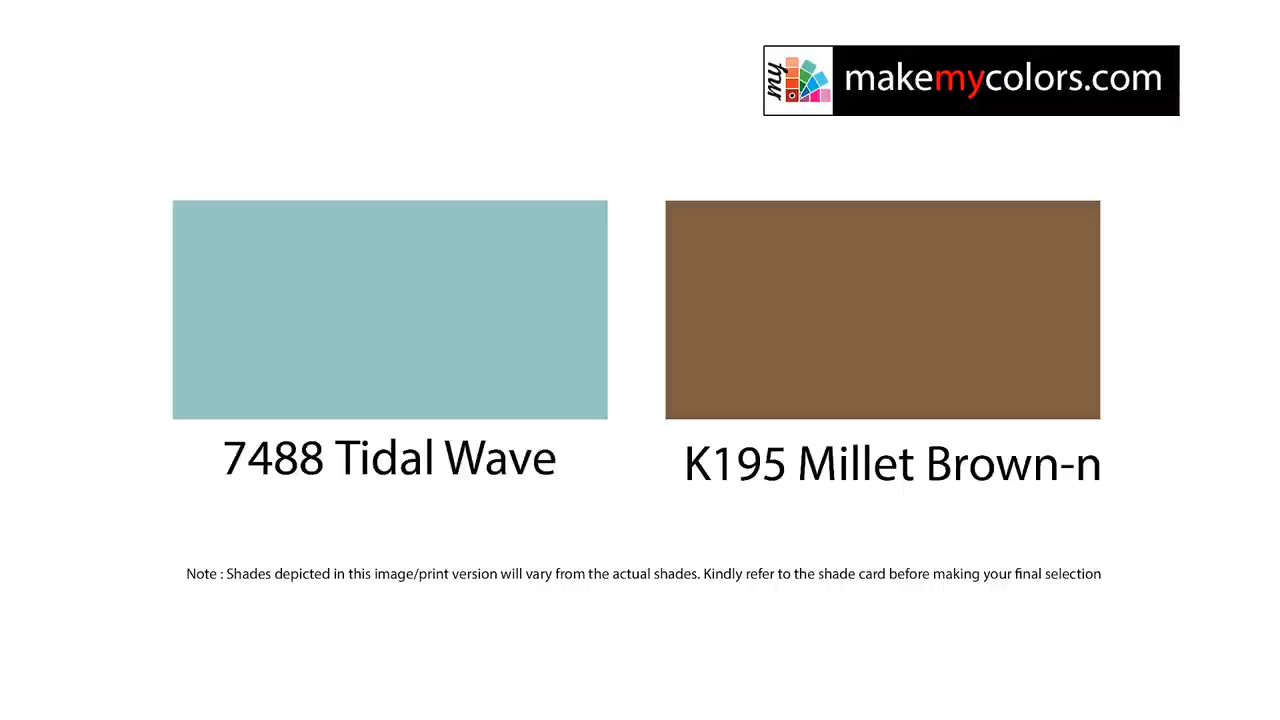 my
makemycolors.com
7488 Tidal Wave
K195 Millet Brown-n
Note : Shades depicted in this image/print version will vary from the actual shades. Kindly refer to the shade card before making your final selection